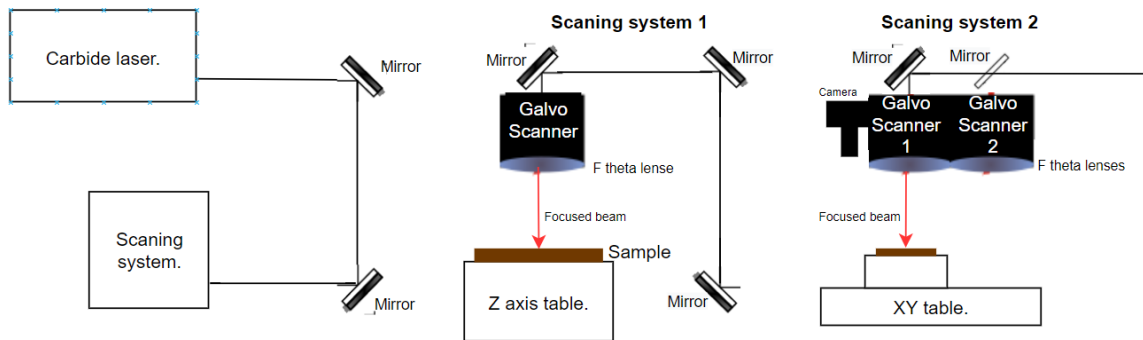 Carbide laser.
Mirror
Scaning
system.
Mirror
Scaning system 1
Mirror
Mirror
Galvo
Scanner
F theta lense
Focused beam
Sample
Z axis table.
Mirror
Scaning system 2
Mirror
Mirror
Camera
Galvo
Scanner
1
Galvo
Scanner
2
F theta lenses
Focused beam
XY table.